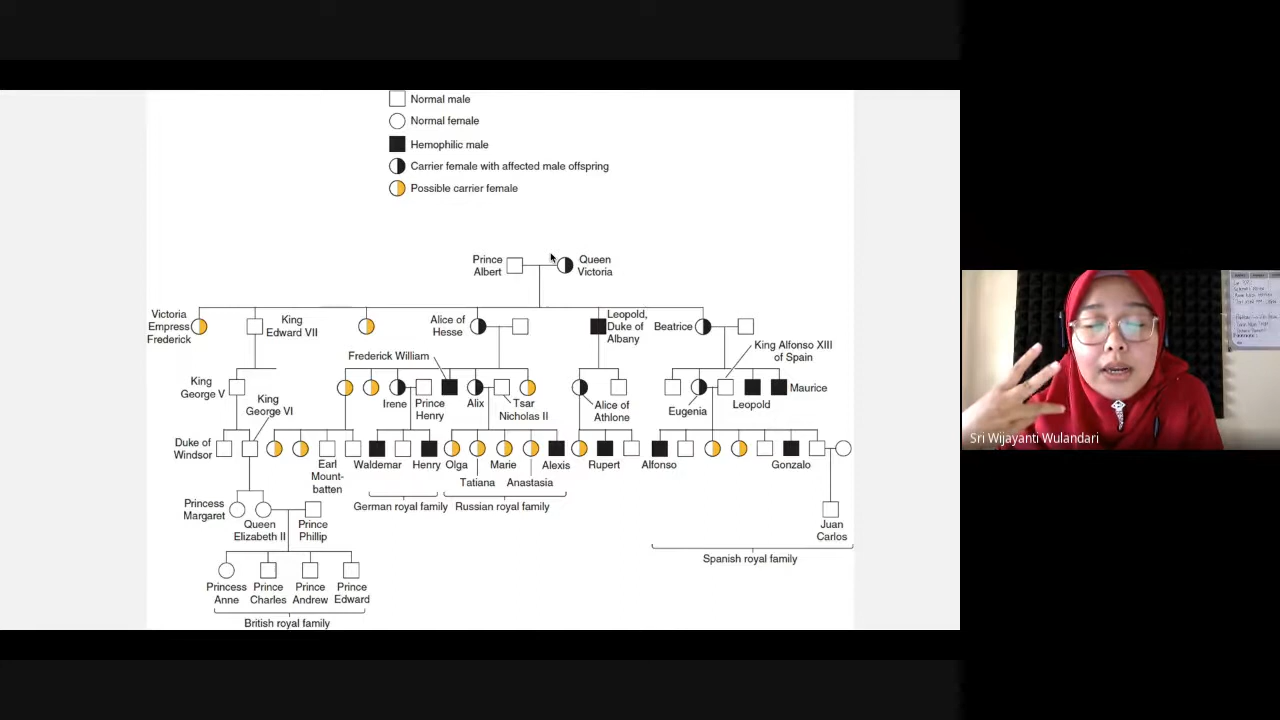 Normal male
Normal female
Hemophilic male
Carrier female with affected male offspring
Possible carrier female
Prince
Albert
Queen
Victoria
Victoria
Empress
Frederick
King
Edward VII
Alice of
Hesse
Leopold,
Duke of
Albany
Beatrice
King Alfonso XIII
of Spain
Frederick William
King
George V
King
George VI
Irene
Prince
Henry
Alix
Tsar
Nicholas II
Alice of
Athlone
Eugenia
Leopold
Maurice
Duke of
Windsor
Earl
Mount-
batten
Waldemar
Henry
Olga
Tatiana
Marie
Anastasia
Alexis
Rupert
Alfonso
Gonzalo
German royal family
Russian royal family
Princess
Margaret
Queen
Elizabeth II
Prince
Phillip
Juan
Carlos
Spanish royal family
Princess
Anne
Prince
Charles
Prince
Andrew
Prince
Edward
British royal family
Sri Wijayanti Wulandari